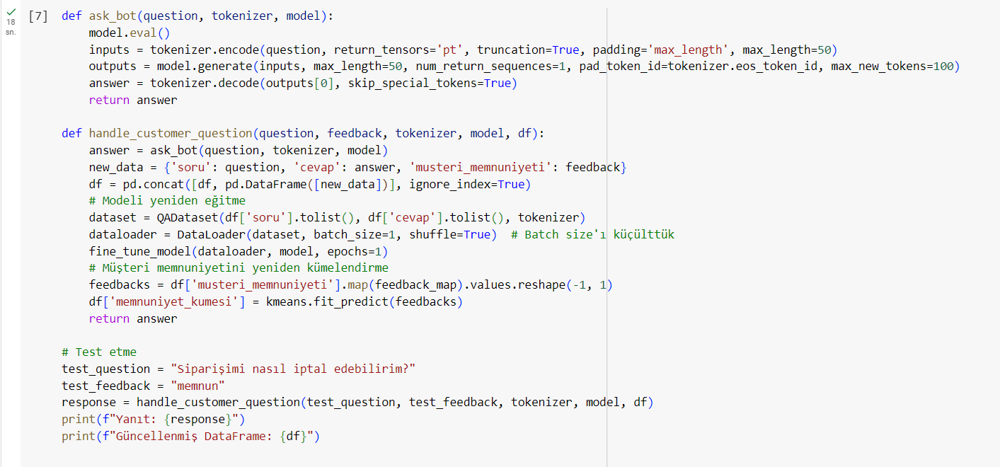 18
sn.
[7] def ask_bot(question, tokenizer, model):
    model.eval()
    inputs = tokenizer.encode(question, return_tensors='pt', truncation=True, padding='max_length', max_length=50)
    outputs = model.generate(inputs, max_length=50, num_return_sequences=1, pad_token_id=tokenizer.eos_token_id, max_new_tokens=100)
    answer = tokenizer.decode(outputs[0], skip_special_tokens=True)
    return answer

def handle_customer_question(question, feedback, tokenizer, model, df):
    answer = ask_bot(question, tokenizer, model)
    new_data = {'soru': question, 'cevap': answer, 'musteri_memnuniyeti': feedback}
    df = pd.concat([df, pd.DataFrame([new_data])], ignore_index=True)
    # Modeli yeniden eğitme
    dataset = QADataset(df['soru'].tolist(), df['cevap'].tolist(), tokenizer)
    dataloader = DataLoader(dataset, batch_size=1, shuffle=True)  # Batch size'ı küçülttük
    fine_tune_model(dataloader, model, epochs=1)
    # Müşteri memnuniyetini yeniden kümelendirme
    feedbacks = df['musteri_memnuniyeti'].map(feedback_map).values.reshape(-1, 1)
    df['memnuniyet_kumesi'] = kmeans.fit_predict(feedbacks)
    return answer

# Test etme
test_question = "Siparişimi nasıl iptal edebilirim?"
test_feedback = "memnun"
response = handle_customer_question(test_question, test_feedback, tokenizer, model, df)
print(f"Yanıt: {response}")
print(f"Güncellenmiş DataFrame: {df}")